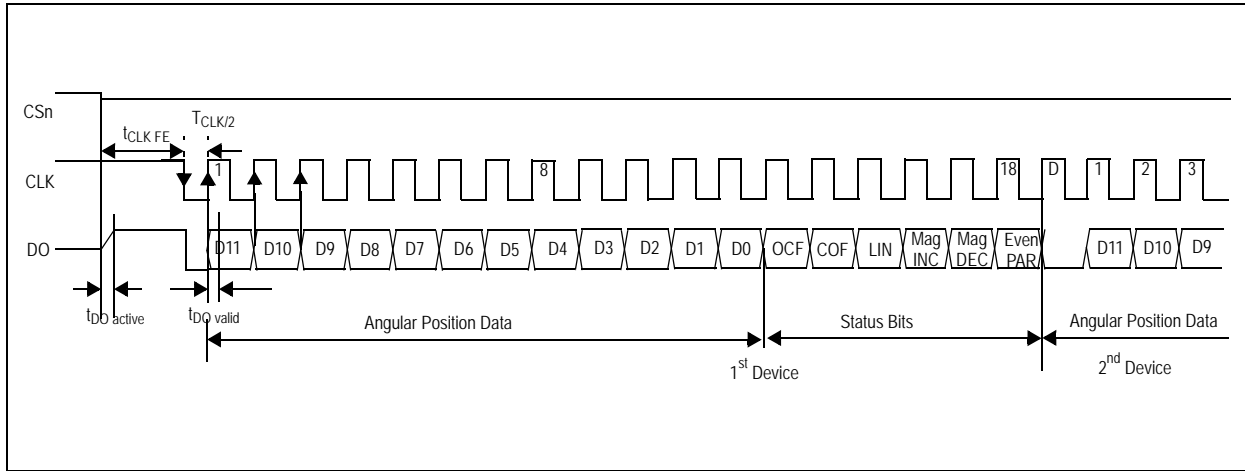 CSn
tCLK FE
TCLK/2
CLK
1
8
18
D
1
2
3
DO
D11
D10
D9
D8
D7
D6
D5
D4
D3
D2
D1
D0
OCF
COF
LIN
Mag
INC
Mag
DEC
Even
PAR
D11
D10
D9
tDO active
tDO valid
Angular Position Data
Status Bits
Angular Position Data
1st Device
2nd Device